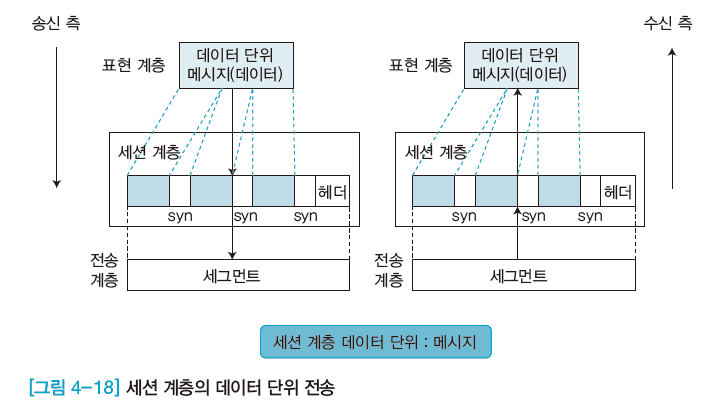 송신 측
수신 측
표현 계층
데이터 단위
메시지(데이터)
표현 계층
데이터 단위
메시지(데이터)
세션 계층
헤더
syn
syn
syn
세션 계층
헤더
syn
syn
syn
전송
계층
세그먼트
전송
계층
세그먼트
세션 계층 데이터 단위 : 메시지
[그림 4-18] 세션 계층의 데이터 단위 전송